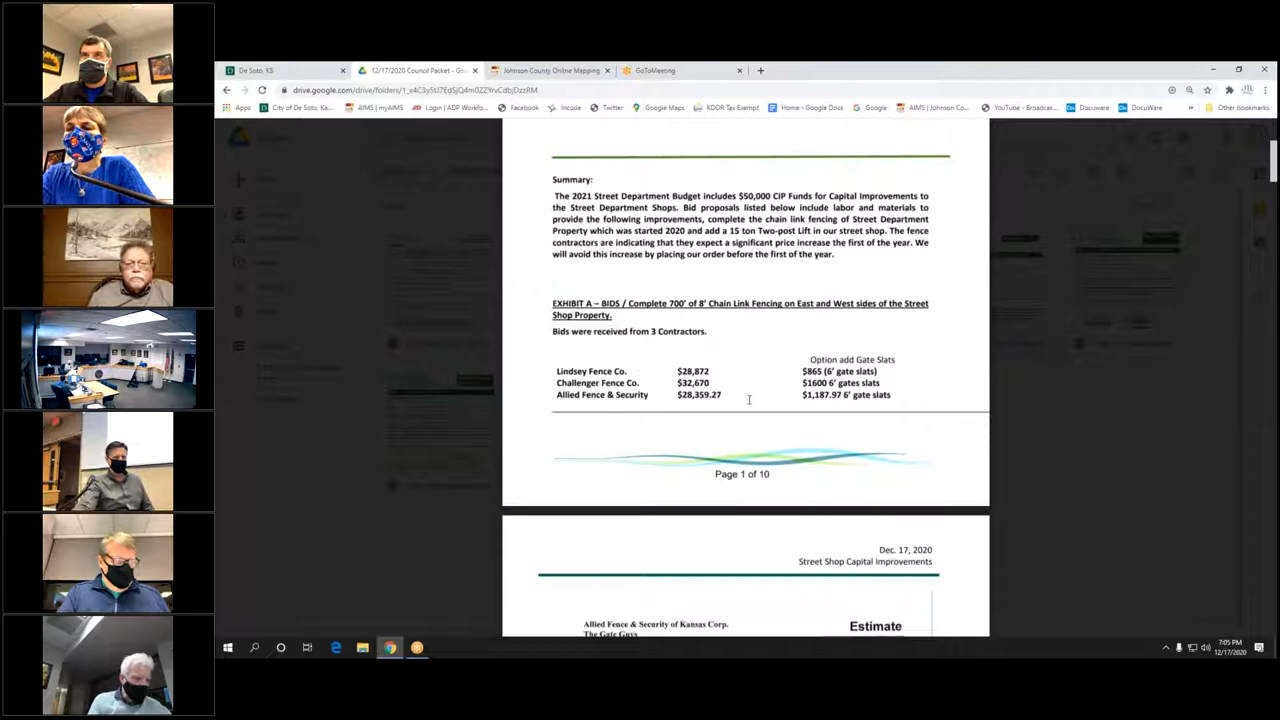 De Soto, KS
12/17/2020 Council Packet - Goo
Johnson County Online Mapping
GoToMeeting
drive.google.com/drive/folders/
Apps
City of De Soto, KS
AIMS | myAIMS
Login | ADP Workfo...
Facebook
Incode
Twitter
Google Maps
KDOR Tax Exempt
Home - Google Docs
Google
AIMS | Johnson Co...
YouTube - Broadcas...
Docuware
DocuWare
Other bookmarks
Summary:
The 2021 Street Department Budget includes $50,000 CIP Funds for Capital Improvements to
the Street Department Shops. Bid proposals listed below include labor and materials to
provide the following improvements, complete the chain link fencing of Street Department
Property which was started 2020 and add a 15 ton Two-post Lift in our street shop. The fence
contractors are indicating that they expect a significant price increase the first of the year. We
will avoid this increase by placing our order before the first of the year.
EXHIBIT A – BIDS / Complete 700' of 8' Chain Link Fencing on East and West sides of the Street
Shop Property.
Bids were received from 3 Contractors.
Option add Gate Slats
Lindsey Fence Co. $28,872 $865 (6' gate slats)
Challenger Fence Co. $32,670 $1600 6' gates slats
Allied Fence & Security $28,359.27 $1,187.97 6' gate slats
Page 1 of 10
Dec. 17, 2020
Street Shop Capital Improvements
Allied Fence & Security of Kansas Corp.
Estimate
The Gate Guys
7:05 PM
12/17/2020